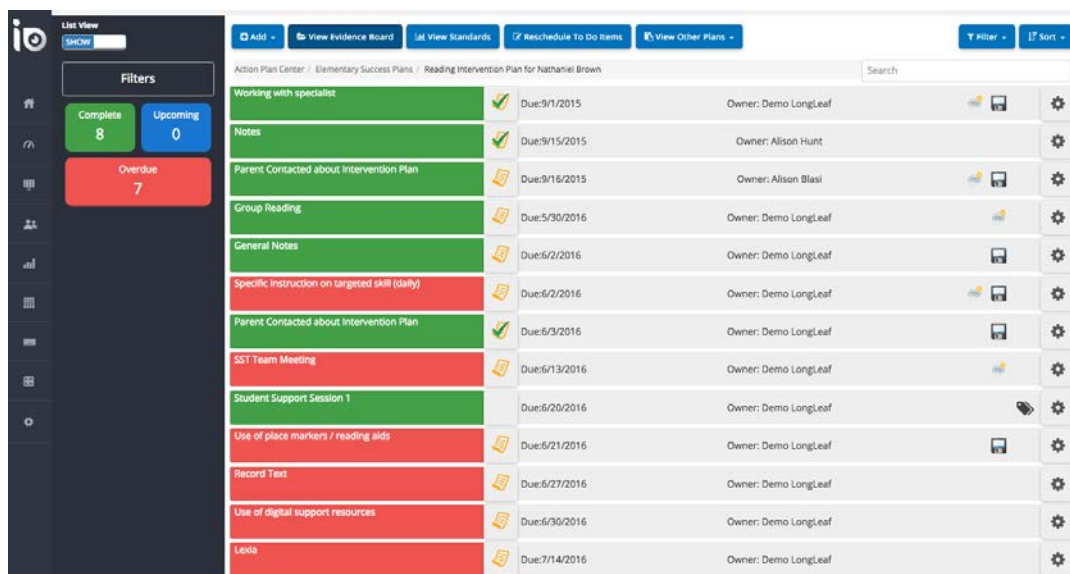 io
List View
SHOW
Add
View Evidence Board
View Standards
Reschedule To Do Items
View Other Plans
Filter
Sort
Filters
Complete
8
Upcoming
0
Overdue
7
Action Plan Center / Elementary Success Plans / Reading Intervention Plan for Nathaniel Brown
Search
Working with specialist Due:9/1/2015 Owner: Demo LongLeaf
Notes Due:9/15/2015 Owner: Alison Hunt
Parent Contacted about Intervention Plan Due:9/16/2015 Owner: Alison Blasi
Group Reading Due:5/30/2016 Owner: Demo LongLeaf
General Notes Due:6/2/2016 Owner: Demo LongLeaf
Specific Instruction on targeted skill (daily) Due:6/2/2016 Owner: Demo LongLeaf
Parent Contacted about Intervention Plan Due:6/3/2016 Owner: Demo LongLeaf
SST Team Meeting Due:6/13/2016 Owner: Demo LongLeaf
Student Support Session 1 Due:6/20/2016 Owner: Demo LongLeaf
Use of place markers / reading aids Due:6/21/2016 Owner: Demo LongLeaf
Record Text Due:6/27/2016 Owner: Demo LongLeaf
Use of digital support resources Due:6/30/2016 Owner: Demo LongLeaf
Lexia Due:7/14/2016 Owner: Demo LongLeaf